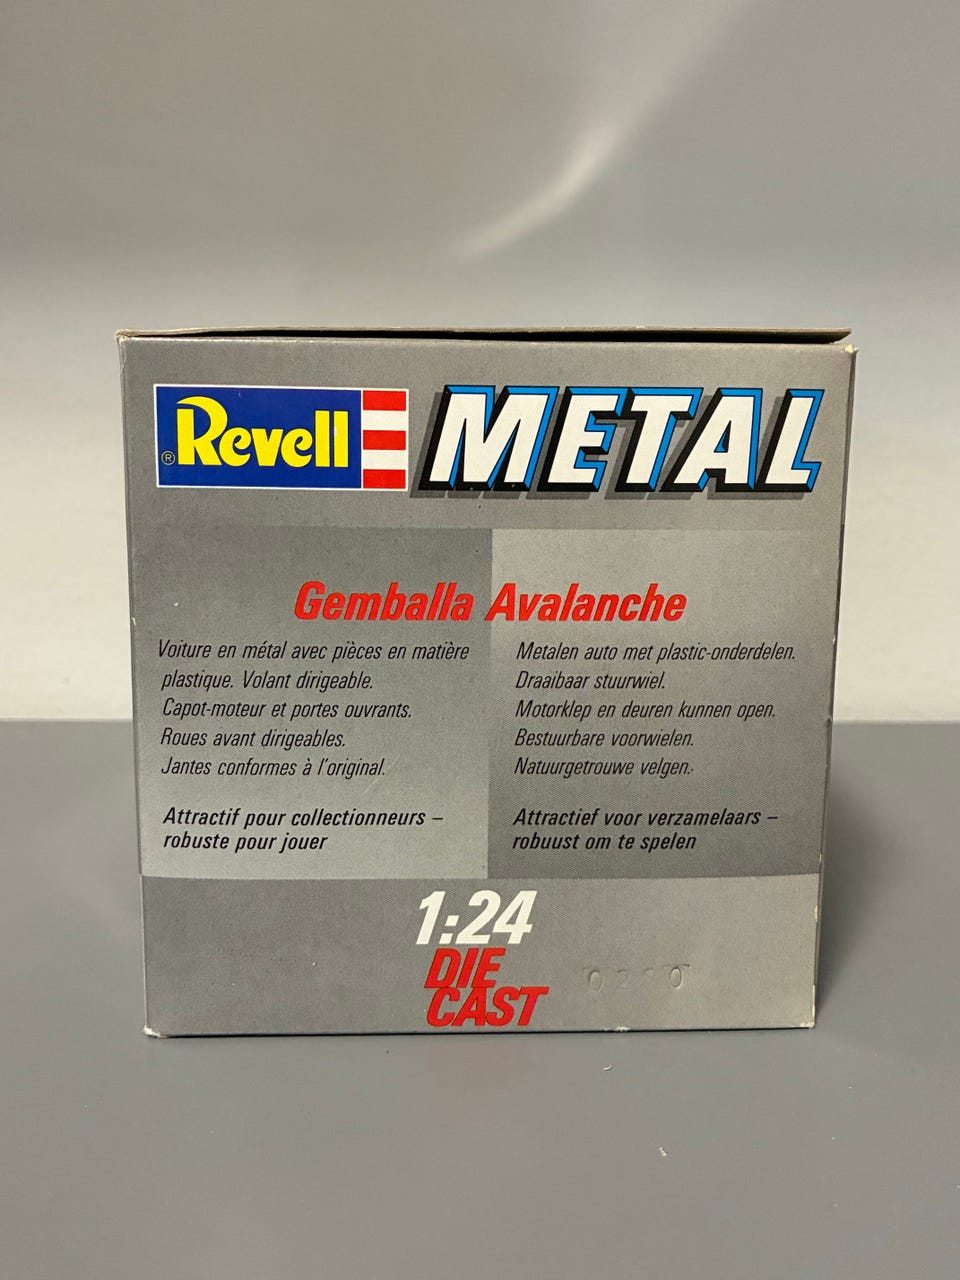 Revell®
METAL
Gemballa Avalanche
Voiture en métal avec pièces en matière
plastique. Volant dirigeable.
Capot-moteur et portes ouvrants.
Roues avant dirigeables.
Jantes conformes à l'original.
Attractif pour collectionneurs –
robuste pour jouer
Metalen auto met plastic-onderdelen.
Draaibaar stuurwiel.
Motorklep en deuren kunnen open.
Bestuurbare voorwielen.
Natuurgetrouwe velgen.
Attractief voor verzamelaars –
robuust om te spelen
1:24
DIE
CAST